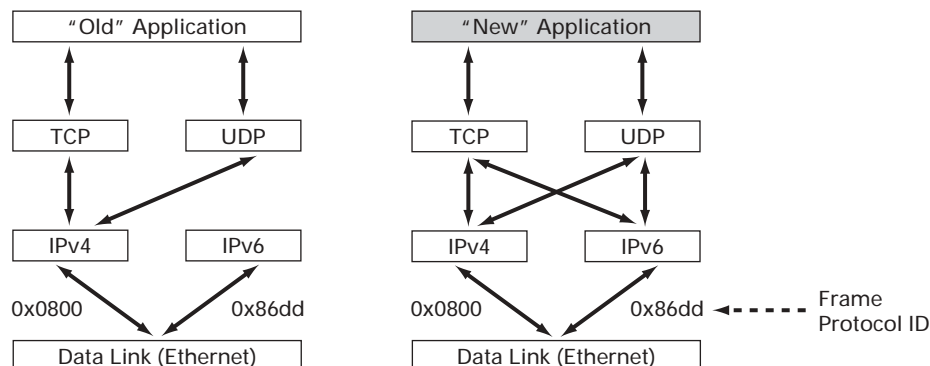 “Old” Application
“New” Application
TCP
UDP
TCP
UDP
IPv4
IPv6
IPv4
IPv6
0x0800
0x86dd
0x0800
0x86dd
Frame
Protocol ID
Data Link (Ethernet)
Data Link (Ethernet)